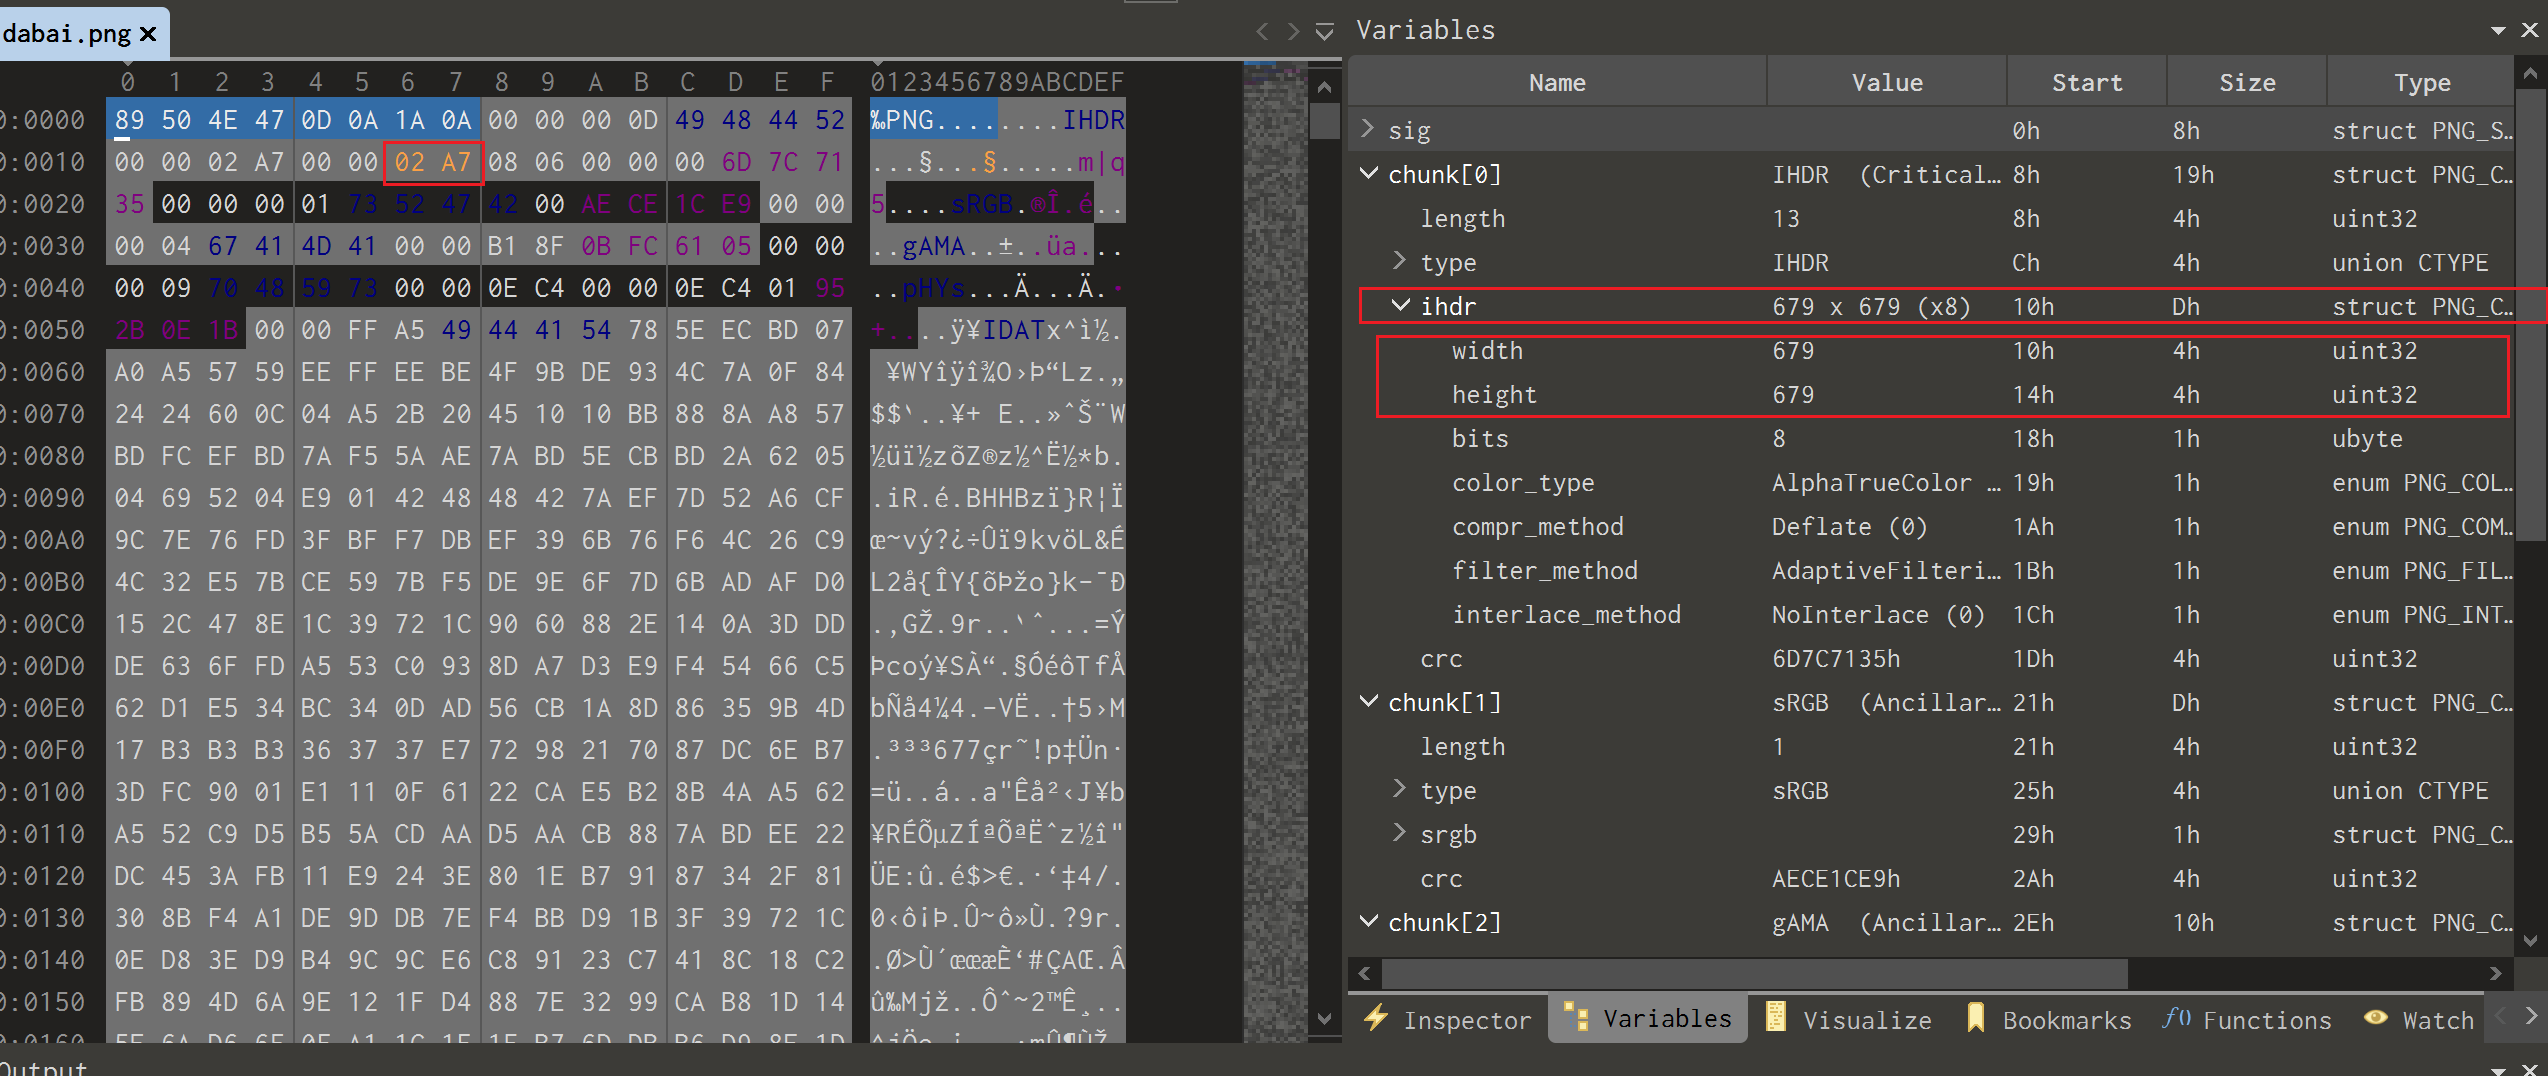 dabai.png
0 1 2 3 4 5 6 7 8 9 A B C D E F 0123456789ABCDEF
0:0000 89 50 4E 47 0D 0A 1A 0A 00 00 00 0D 49 48 44 52 ‰PNG........IHDR
0:0010 00 00 02 A7 00 00 02 A7 08 06 00 00 00 6D 7C 71 ...§...§.....m|q
0:0020 35 00 00 00 01 73 52 47 42 00 AE CE 1C E9 00 00 5....sRGB.®Î.é..
0:0030 00 04 67 41 4D 41 00 00 B1 8F 0B FC 61 05 00 00 ..gAMA..±..üa...
0:0040 00 09 70 48 59 73 00 00 0E C4 00 00 0E C4 01 95 ..pHYs...Ä...Ä.•
0:0050 2B 0E 1B 00 00 FF A5 49 44 41 54 78 5E EC BD 07 +....ÿ¥IDATx^ì½.
0:0060 A0 A5 57 59 EE FF EE BE 4F 9B DE 93 4C 7A 0F 84 ¥WYîÿî¾O›Þ“Lz.„
0:0070 24 24 60 0C 04 A5 2B 20 45 10 10 BB 88 8A A8 57 $$`..¥+ E..»ˆŠ¨W
0:0080 BD FC EF BD 7A F5 5A AE 7A BD 5E CB BD 2A 62 05 ½üï½zõZ®z½^Ë½*b.
0:0090 04 69 52 04 E9 01 42 48 48 42 7A EF 7D 52 A6 CF .iR.é.BHHBzï}R¦Ï
0:00A0 9C 7E 76 FD 3F BF F7 DB EF 39 6B 76 F6 4C 26 C9 œ~vý?¿÷Ûï9kvöL&É
0:00B0 4C 32 E5 7B CE 59 7B F5 DE 9E 6F 7D 6B AD AF D0 L2å{ÎY{õÞžo}k-¯Ð
0:00C0 15 2C 47 8E 1C 39 72 1C 90 60 88 2E 14 0A 3D DD .,GŽ.9r..`ˆ...=Ý
0:00D0 DE 63 6F FD A5 53 C0 93 8D A7 D3 E9 F4 54 66 C5 Þcoý¥SÀ“.§ÓéôTfÅ
0:00E0 62 D1 E5 34 BC 34 0D AD 56 CB 1A 8D 86 35 9B 4D bÑå4¼4.-VË..†5›M
0:00F0 17 B3 B3 B3 36 37 37 E7 72 98 21 70 87 DC 6E B7 .³³³677çr˜!p‡Ün·
0:0100 3D FC 90 01 E1 11 0F 61 22 CA E5 B2 8B 4A A5 62 =ü..á..a"Êå²‹J¥b
0:0110 A5 52 C9 D5 B5 5A CD AA D5 AA CB 88 7A BD EE 22 ¥RÉÕµZÍªÕªËˆz½î"
0:0120 DC 45 3A FB 11 E9 24 3E 80 1E B7 91 87 34 2F 81 ÜE:û.é$>€.·‘‡4/.
0:0130 30 8B F4 A1 DE 9D DB 7E F4 BB D9 1B 3F 39 72 1C 0‹ô¡Þ.Û~ô»Ù.?9r.
0:0140 0E D8 3E D9 B4 9C 9C E6 C8 91 23 C7 41 8C 18 C2 .Ø>Ù´œœæÈ‘#ÇAŒ.Â
0:0150 FB 89 4D 6A 9E 12 1F D4 88 7E 32 99 CA B8 1D 14 û‰Mjž..Ôˆ~2™Ê¸..
0:0160
Output
Variables
Name Value Start Size Type
sig 0h 8h struct PNG_S…
chunk[0] IHDR (Critical… 8h 19h struct PNG_C…
length 13 8h 4h uint32
type IHDR Ch 4h union CTYPE
ihdr 679 x 679 (x8) 10h Dh struct PNG_C…
width 679 10h 4h uint32
height 679 14h 4h uint32
bits 8 18h 1h ubyte
color_type AlphaTrueColor … 19h 1h enum PNG_COL…
compr_method Deflate (0) 1Ah 1h enum PNG_COM…
filter_method AdaptiveFilteri… 1Bh 1h enum PNG_FIL…
interlace_method NoInterlace (0) 1Ch 1h enum PNG_INT…
crc 6D7C7135h 1Dh 4h uint32
chunk[1] sRGB (Ancillar… 21h Dh struct PNG_C…
length 1 21h 4h uint32
type sRGB 25h 4h union CTYPE
srgb 29h 1h struct PNG_C…
crc AECE1CE9h 2Ah 4h uint32
chunk[2] gAMA (Ancillar… 2Eh 10h struct PNG_C…
Inspector Variables Visualize Bookmarks f() Functions Watch